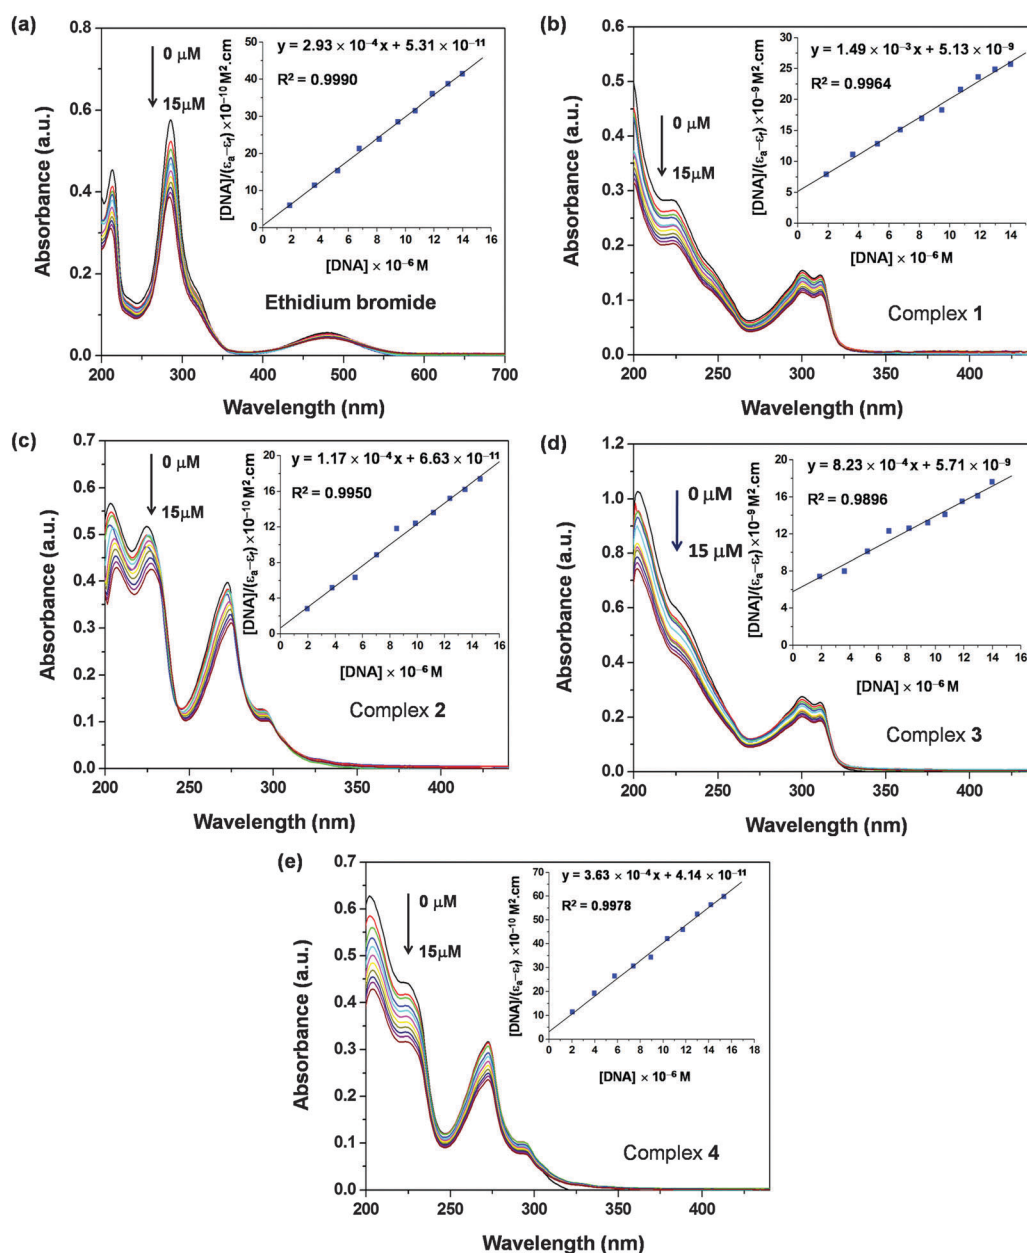 (a)
0.8
0.6
0.4
0.2
0.0
Absorbance (a.u.)
0 μM
15μM
y = 2.93 × 10⁻⁴x + 5.31 × 10⁻¹¹
R² = 0.9990
[DNA]/(εₐ–ε_f) ×10⁻¹⁰ M².cm
50
40
30
20
10
0
0 2 4 6 8 10 12 14 16
[DNA] × 10⁻⁶ M
Ethidium bromide
200 300 400 500 600 700
Wavelength (nm)
(b)
0.6
0.5
0.4
0.3
0.2
0.1
0.0
Absorbance (a.u.)
0 μM
15μM
y = 1.49 × 10⁻³x + 5.13 × 10⁻⁹
R² = 0.9964
[DNA]/(εₐ–ε_f) ×10⁻⁹ M².cm
30
25
20
15
10
5
0
0 2 4 6 8 10 12 14
[DNA] × 10⁻⁶ M
Complex 1
200 250 300 350 400
Wavelength (nm)
(c)
0.7
0.6
0.5
0.4
0.3
0.2
0.1
0.0
Absorbance (a.u.)
0 μM
15μM
y = 1.17 × 10⁻⁴x + 6.63 × 10⁻¹¹
R² = 0.9950
[DNA]/(εₐ–ε_f) ×10⁻¹⁰ M².cm
20
16
12
8
4
0
0 2 4 6 8 10 12 14 16
[DNA] × 10⁻⁶ M
Complex 2
200 250 300 350 400
Wavelength (nm)
(d)
1.2
1.0
0.8
0.6
0.4
0.2
0.0
Absorbance (a.u.)
0 μM
15 μM
y = 8.23 × 10⁻⁴x + 5.71 × 10⁻⁹
R² = 0.9896
[DNA]/(εₐ–ε_f) ×10⁻⁹ M².cm
20
16
12
8
4
0
0 2 4 6 8 10 12 14 16
[DNA] × 10⁻⁶ M
Complex 3
200 250 300 350 400
Wavelength (nm)
(e)
0.7
0.6
0.5
0.4
0.3
0.2
0.1
0.0
Absorbance (a.u.)
0 μM
15μM
y = 3.63 × 10⁻⁴x + 4.14 × 10⁻¹¹
R² = 0.9978
[DNA]/(εₐ–ε_f) ×10⁻¹⁰ M².cm
70
60
50
40
30
20
10
0
0 2 4 6 8 10 12 14 16 18
[DNA] × 10⁻⁶ M
Complex 4
200 250 300 350 400
Wavelength (nm)